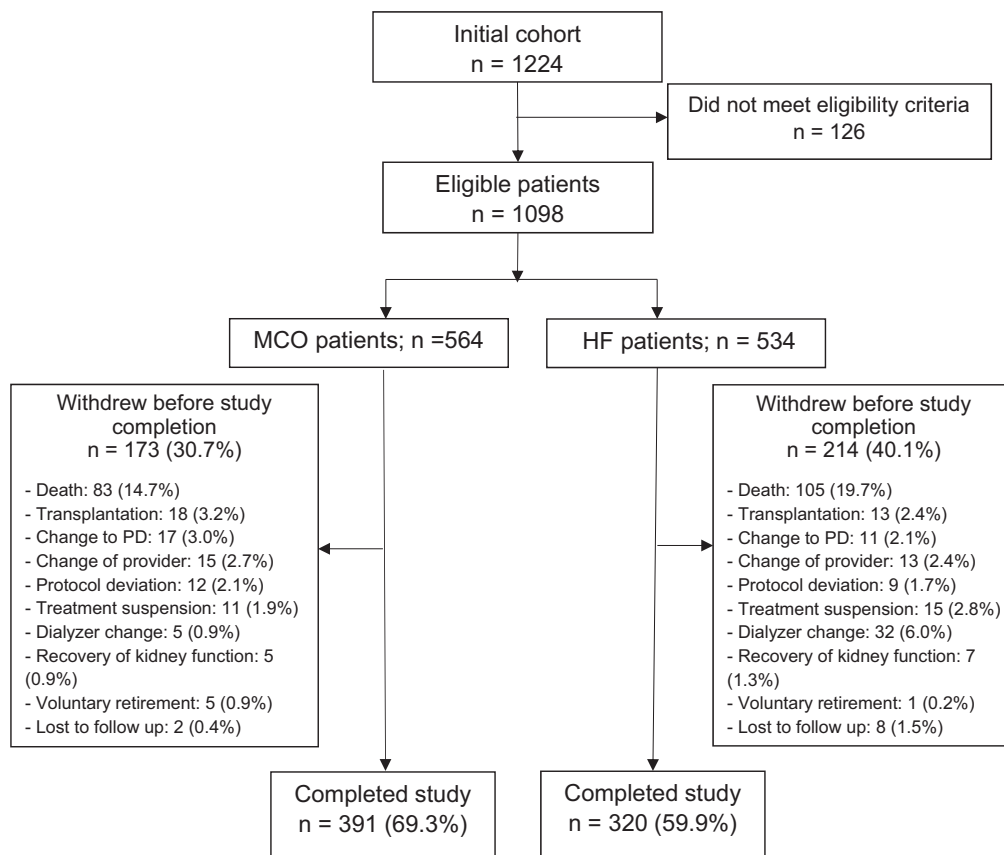 Initial cohort
n = 1224
Did not meet eligibility criteria
n = 126
Eligible patients
n = 1098
MCO patients; n =564
HF patients; n = 534
Withdrew before study
completion
n = 173 (30.7%)
- Death: 83 (14.7%)
- Transplantation: 18 (3.2%)
- Change to PD: 17 (3.0%)
- Change of provider: 15 (2.7%)
- Protocol deviation: 12 (2.1%)
- Treatment suspension: 11 (1.9%)
- Dialyzer change: 5 (0.9%)
- Recovery of kidney function: 5
(0.9%)
- Voluntary retirement: 5 (0.9%)
- Lost to follow up: 2 (0.4%)
Withdrew before study
completion
n = 214 (40.1%)
- Death: 105 (19.7%)
- Transplantation: 13 (2.4%)
- Change to PD: 11 (2.1%)
- Change of provider: 13 (2.4%)
- Protocol deviation: 9 (1.7%)
- Treatment suspension: 15 (2.8%)
- Dialyzer change: 32 (6.0%)
- Recovery of kidney function: 7
(1.3%)
- Voluntary retirement: 1 (0.2%)
- Lost to follow up: 8 (1.5%)
Completed study
n = 391 (69.3%)
Completed study
n = 320 (59.9%)